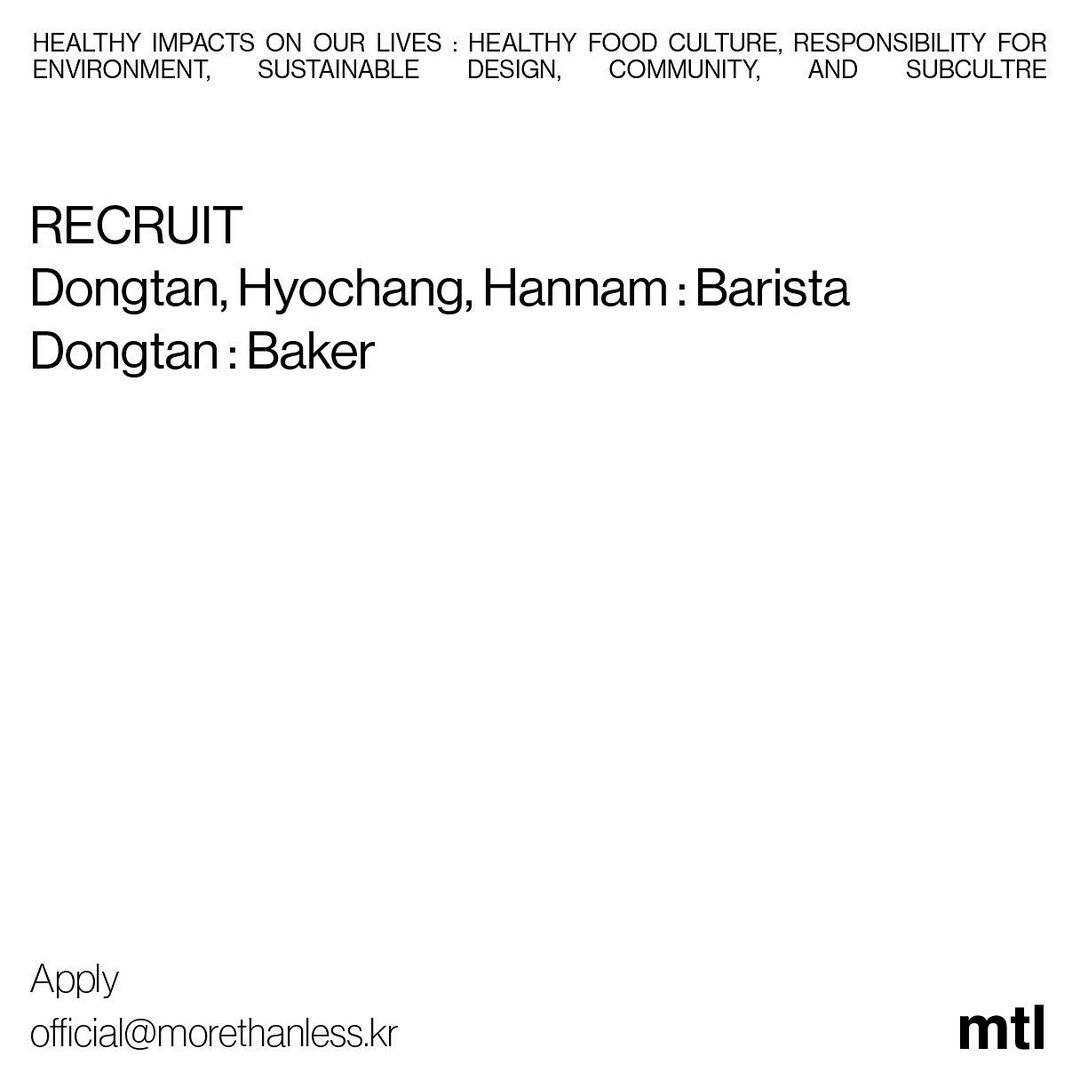 HEALTHY IMPACTS ON OUR LIVES : HEALTHY FOOD CULTURE, RESPONSIBILITY FOR
ENVIRONMENT, SUSTAINABLE DESIGN, COMMUNITY, AND SUBCULTRE
RECRUIT
Dongtan, Hyochang, Hannam : Barista
Dongtan : Baker
Apply
official@morethanless.kr
mtl